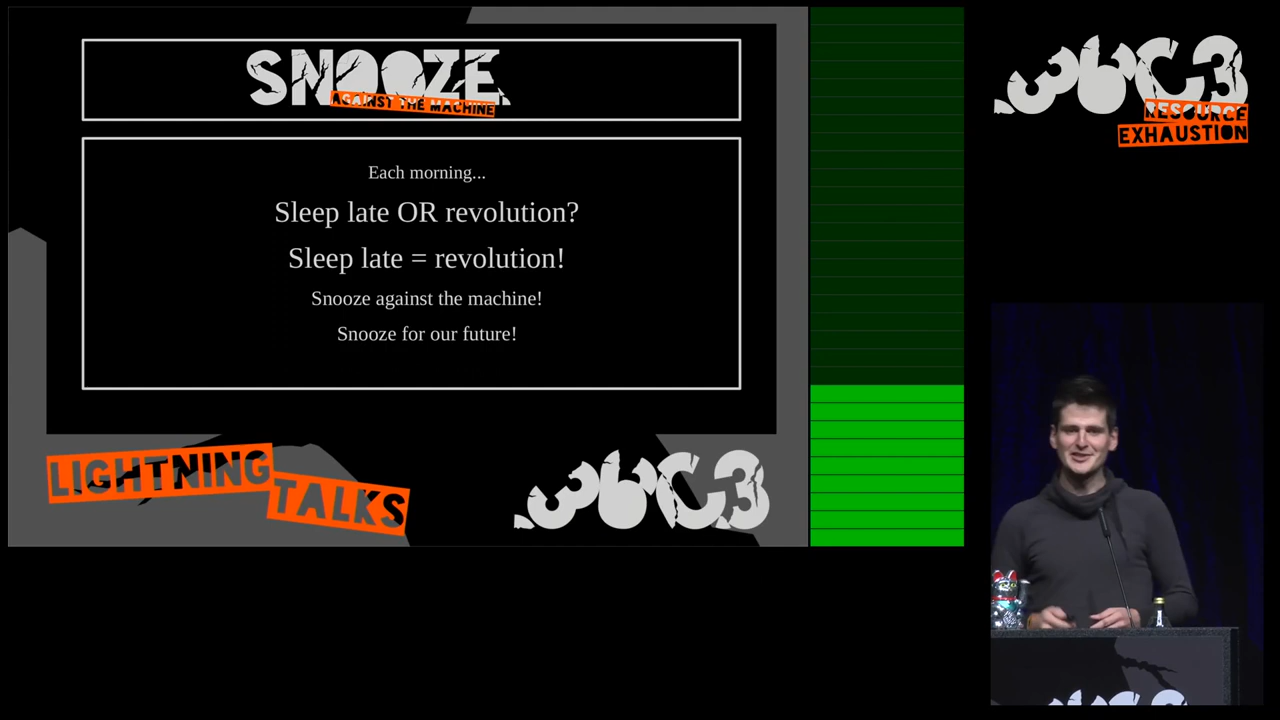 SNOOZE
AGAINST THE MACHINE
Each morning...
Sleep late OR revolution?
Sleep late = revolution!
Snooze against the machine!
Snooze for our future!
LIGHTNING
TALKS
36C3
36C3
RESOURCE
EXHAUSTION
36C3